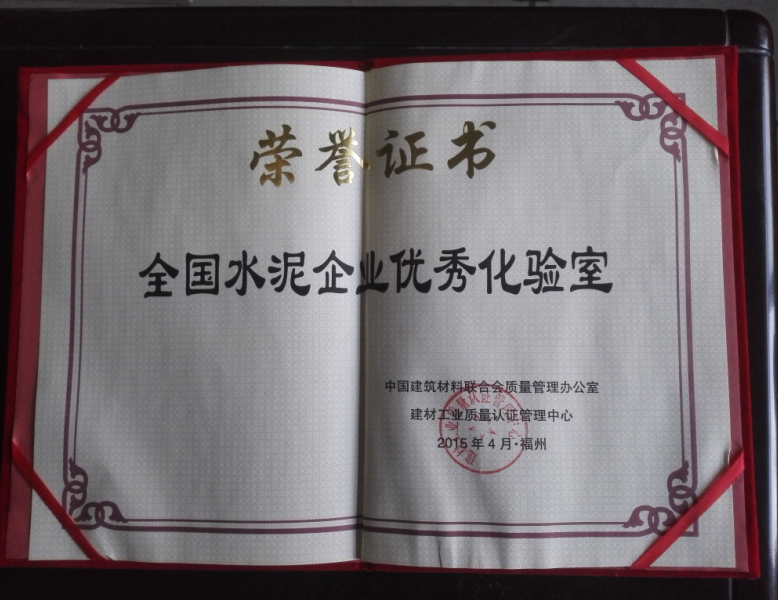 荣誉证书
全国水泥企业优秀化验室
中国建筑材料联合会质量管理办公室
建材工业质量认证管理中心
2015年4月·福州